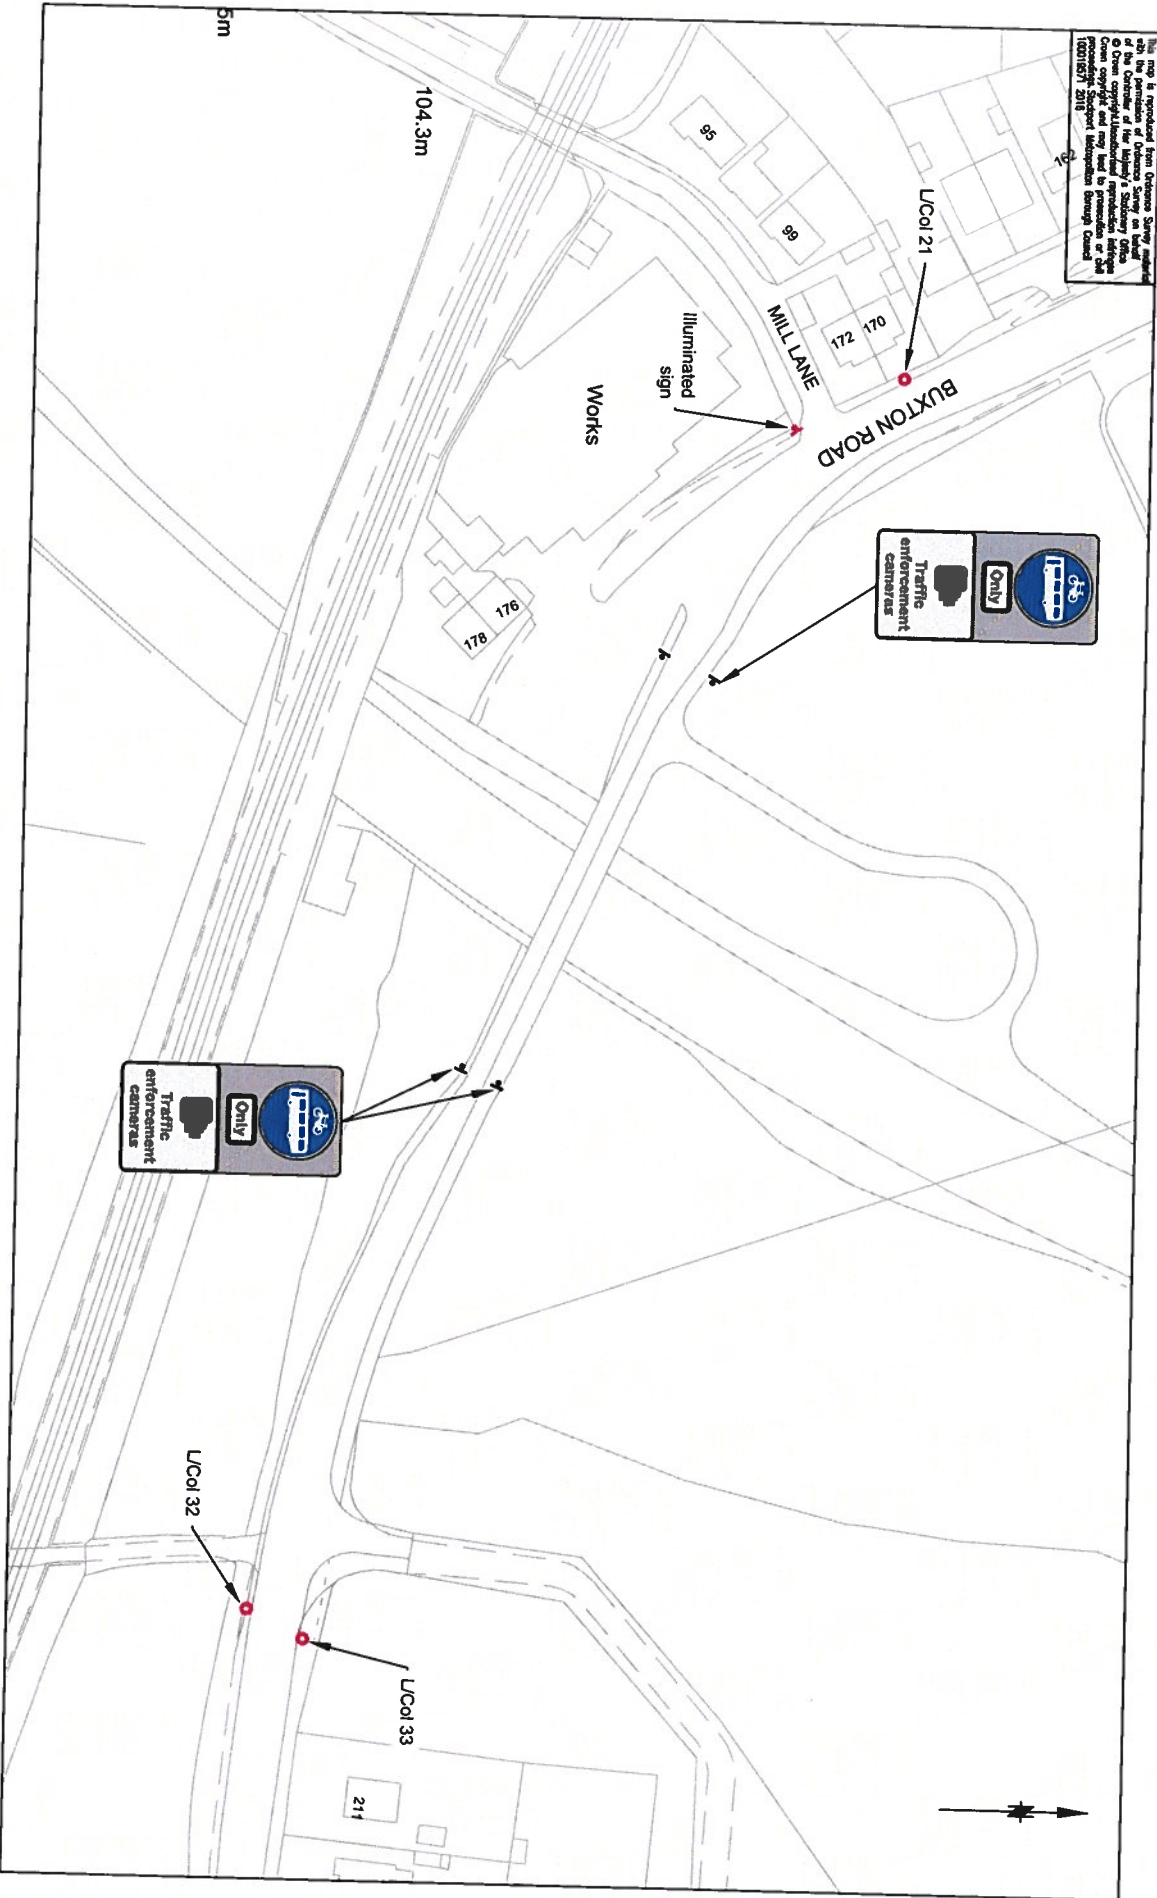 This map is reproduced from Ordnance Survey material
with the permission of Ordnance Survey on behalf
of the Controller of Her Majesty's Stationery Office
© Crown copyright. Unauthorised reproduction infringes
Crown copyright and may lead to prosecution or civil
proceedings. Stockport Metropolitan Borough Council
100019571 2016
162
L/Col 21
95
99
170
172
MILL LANE
BUXTON ROAD
104.3m
5m
Illuminated
sign
Works
176
178
Only
Traffic
enforcement
cameras
Only
Traffic
enforcement
cameras
L/Col 32
L/Col 33
211